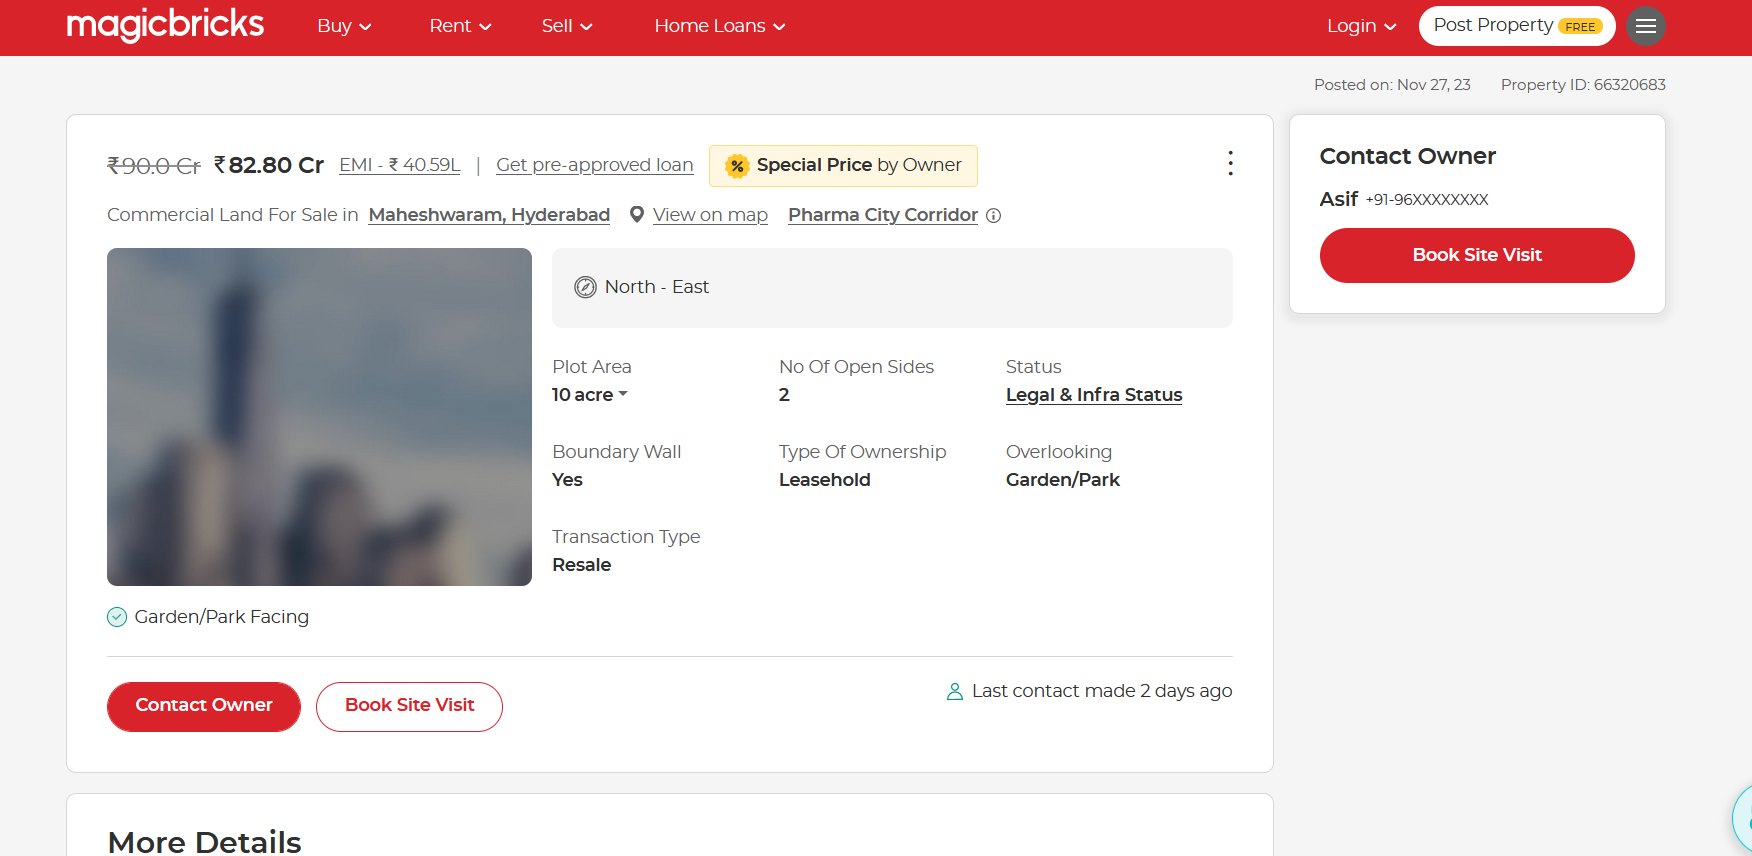 magicbricks Buy Rent Sell Home Loans Login Post Property FREE
Posted on: Nov 27, 23 Property ID: 66320683
₹90.0 Cr ₹82.80 Cr EMI - ₹ 40.59L | Get pre-approved loan Special Price by Owner
Commercial Land For Sale in Maheshwaram, Hyderabad View on map Pharma City Corridor
North - East
Plot Area No Of Open Sides Status
10 acre 2 Legal & Infra Status
Boundary Wall Type Of Ownership Overlooking
Yes Leasehold Garden/Park
Transaction Type
Resale
Garden/Park Facing
Contact Owner Book Site Visit Last contact made 2 days ago
More Details
Contact Owner
Asif +91-96XXXXXXXX
Book Site Visit